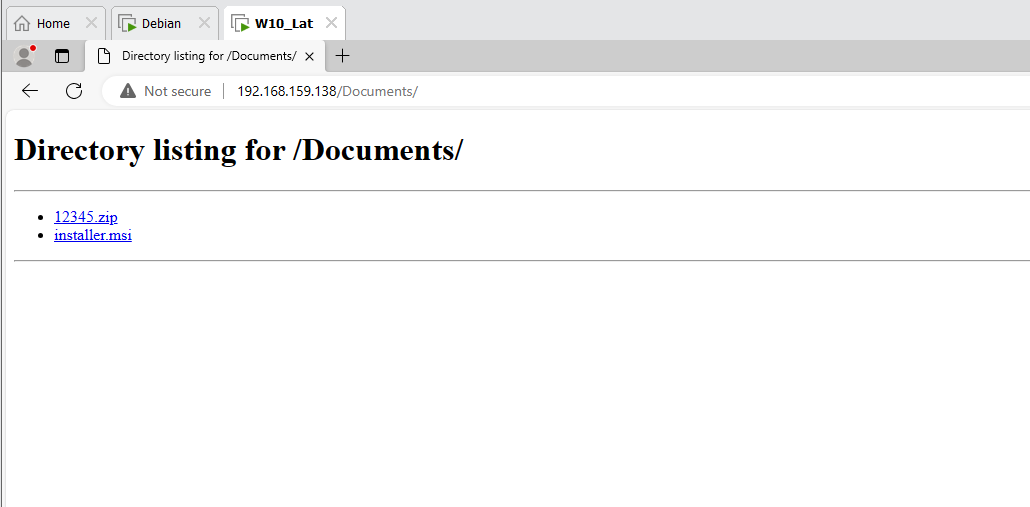 Home
Debian
W10_Lat
Directory listing for /Documents/
Not secure
192.168.159.138/Documents/
Directory listing for /Documents/
12345.zip
installer.msi